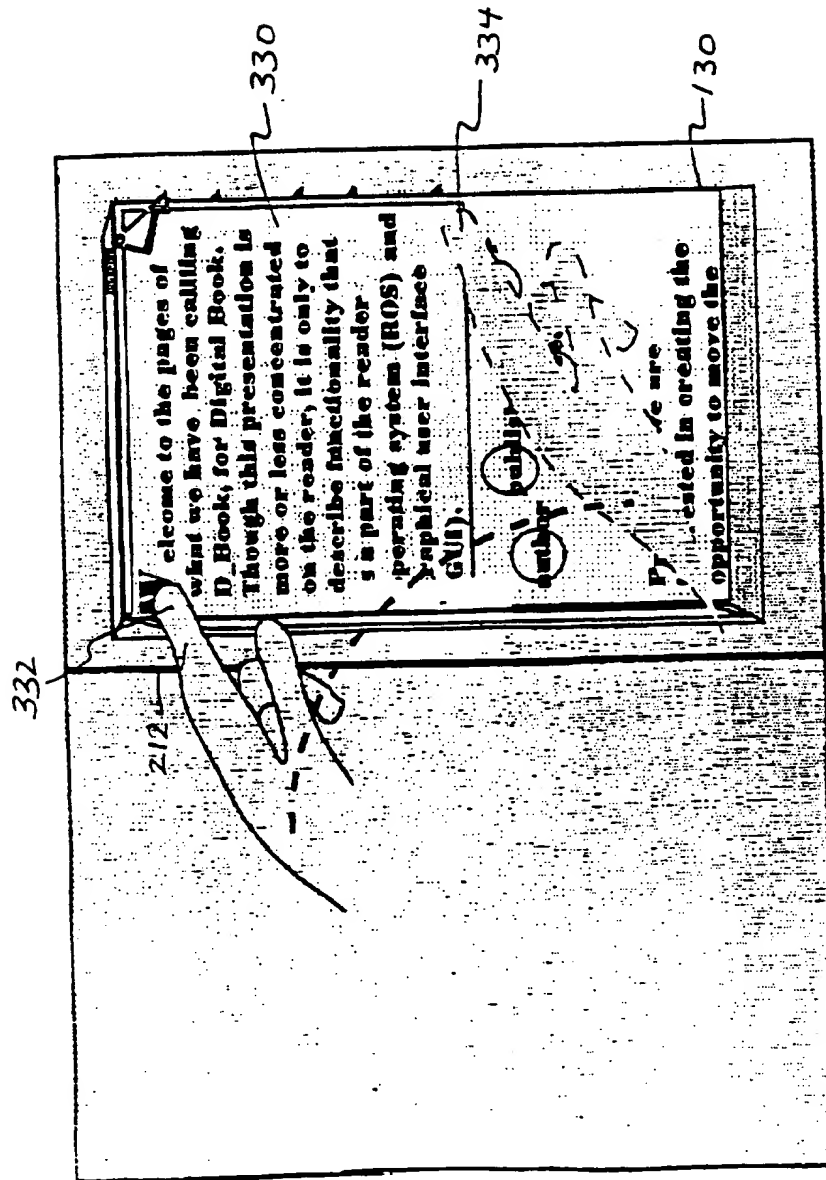 332
212
330
334
130
W elcome to the pages of
what we have been callling
D_Book, for Digital Book.
Though this presentation is
more or less concentrated
on the reader, it is only to
describe functionality that
s a part of the reader
perating system (ROS) and
raphical user interface
GUI).
author
e are
ested in creating the
opportunity to move the